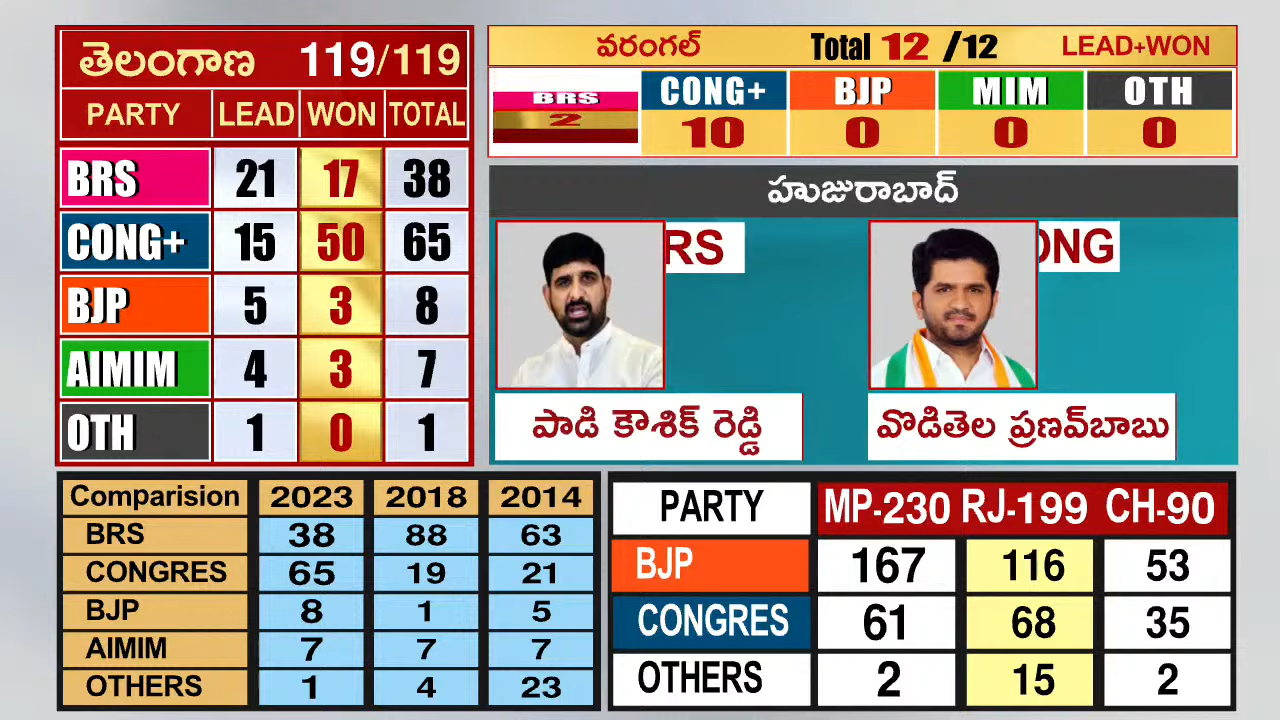 తెలంగాణ 119/119
PARTY LEAD WON TOTAL
BRS 21 17 38
CONG+ 15 50 65
BJP 5 3 8
AIMIM 4 3 7
OTH 1 0 1
వరంగల్ Total 12 /12 LEAD+WON
BRS CONG+ BJP MIM OTH
2 10 0 0 0
హుజురాబాద్
RS ONG
పాడి కౌశిక్ రెడ్డి వొడితెల ప్రణవ్‌బాబు
Comparision 2023 2018 2014
BRS 38 88 63
CONGRES 65 19 21
BJP 8 1 5
AIMIM 7 7 7
OTHERS 1 4 23
PARTY MP-230 RJ-199 CH-90
BJP 167 116 53
CONGRES 61 68 35
OTHERS 2 15 2